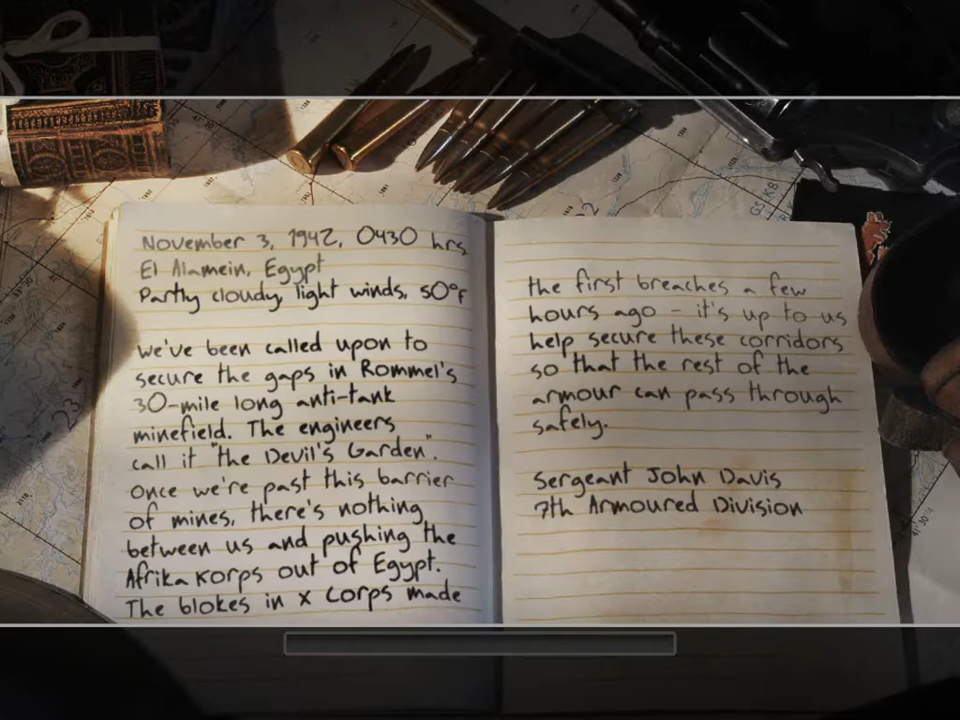 November 3, 1942, 0430 hrs
El Alamein, Egypt
Partly cloudy, light winds, 50°F
We've been called upon to
secure the gaps in Rommel's
30-mile long anti-tank
minefield. The engineers
call it "the Devil's Garden".
Once we're past this barrier
of mines, there's nothing
between us and pushing the
Afrika Korps out of Egypt.
The blokes in X Corps made
the first breaches a few
hours ago - it's up to us
help secure these corridors
so that the rest of the
armour can pass through
safely.
Sergeant John Davis
7th Armoured Division